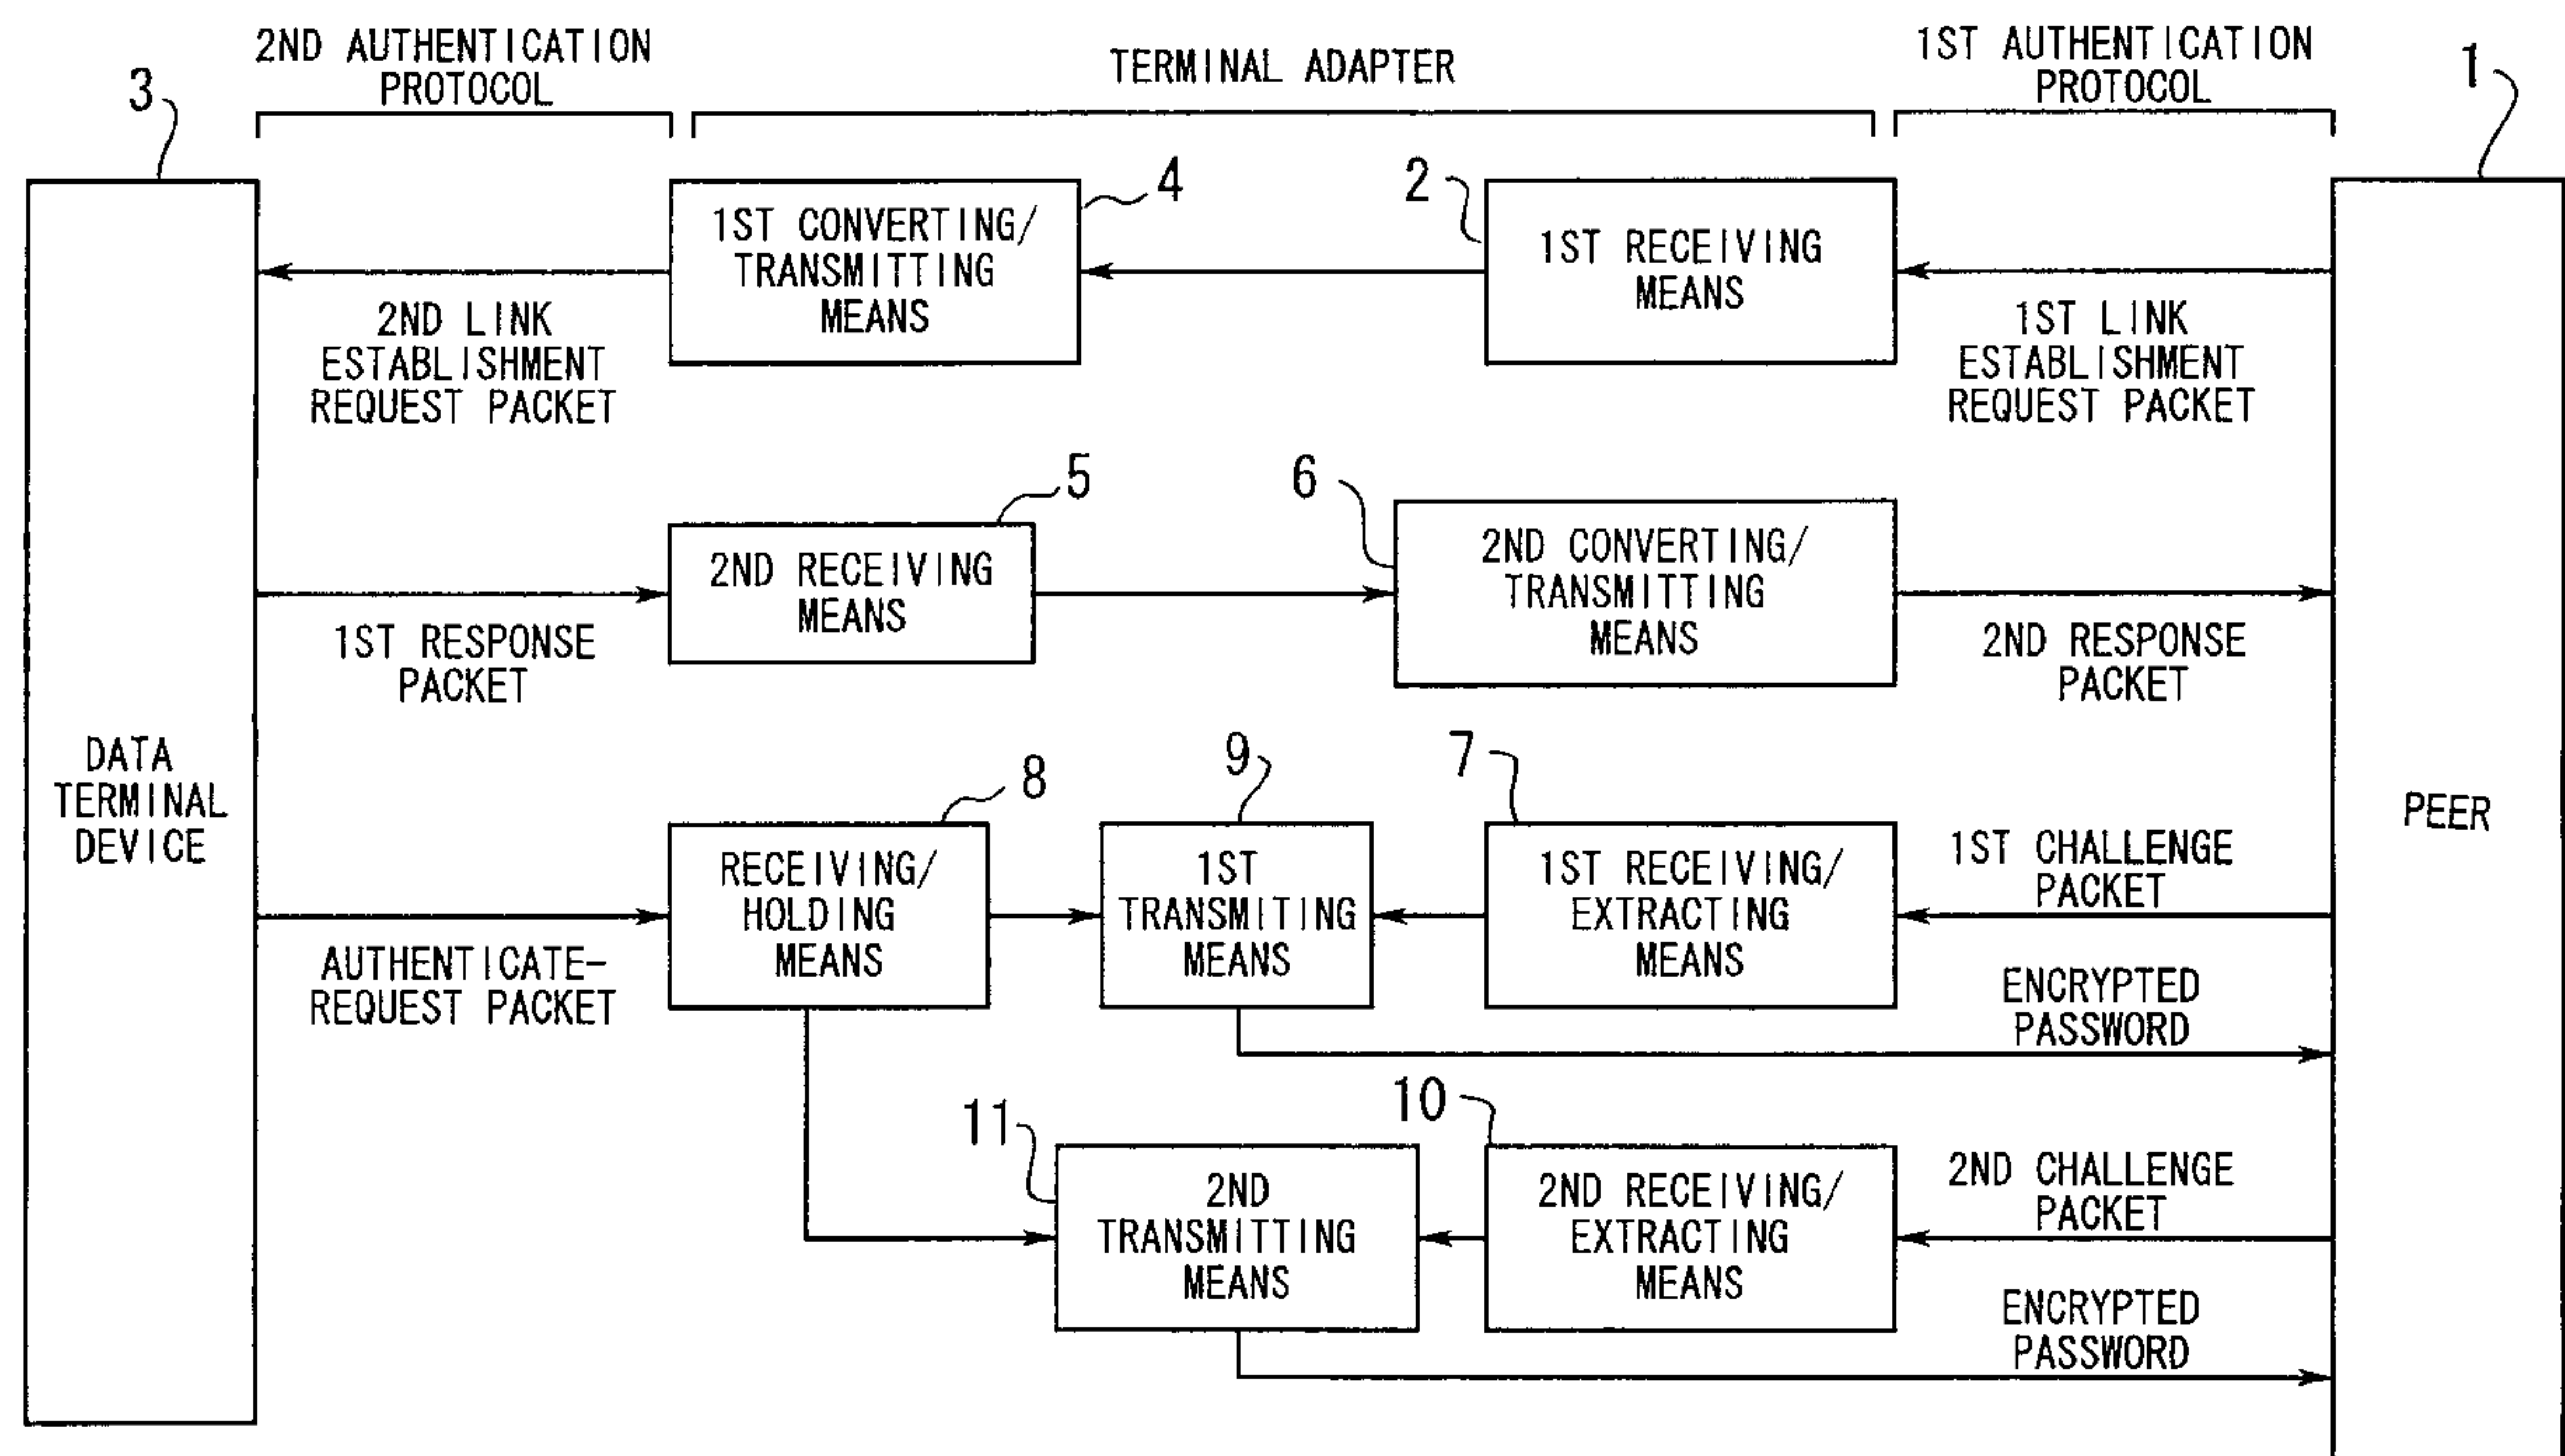 2ND AUTHENTICATION
PROTOCOL
TERMINAL ADAPTER
1ST AUTHENTICATION
PROTOCOL
3
1
4
2
1ST CONVERTING/
TRANSMITTING
MEANS
1ST RECEIVING
MEANS
2ND LINK
ESTABLISHMENT
REQUEST PACKET
1ST LINK
ESTABLISHMENT
REQUEST PACKET
5
6
2ND RECEIVING
MEANS
2ND CONVERTING/
TRANSMITTING
MEANS
1ST RESPONSE
PACKET
2ND RESPONSE
PACKET
DATA
TERMINAL
DEVICE
PEER
8
9
7
RECEIVING/
HOLDING
MEANS
1ST
TRANSMITING
MEANS
1ST RECEIVING/
EXTRACTING
MEANS
1ST CHALLENGE
PACKET
AUTHENTICATE-
REQUEST PACKET
ENCRYPTED
PASSWORD
11
10
2ND
TRANSMITTING
MEANS
2ND RECEIVING/
EXTRACTING
MEANS
2ND CHALLENGE
PACKET
ENCRYPTED
PASSWORD